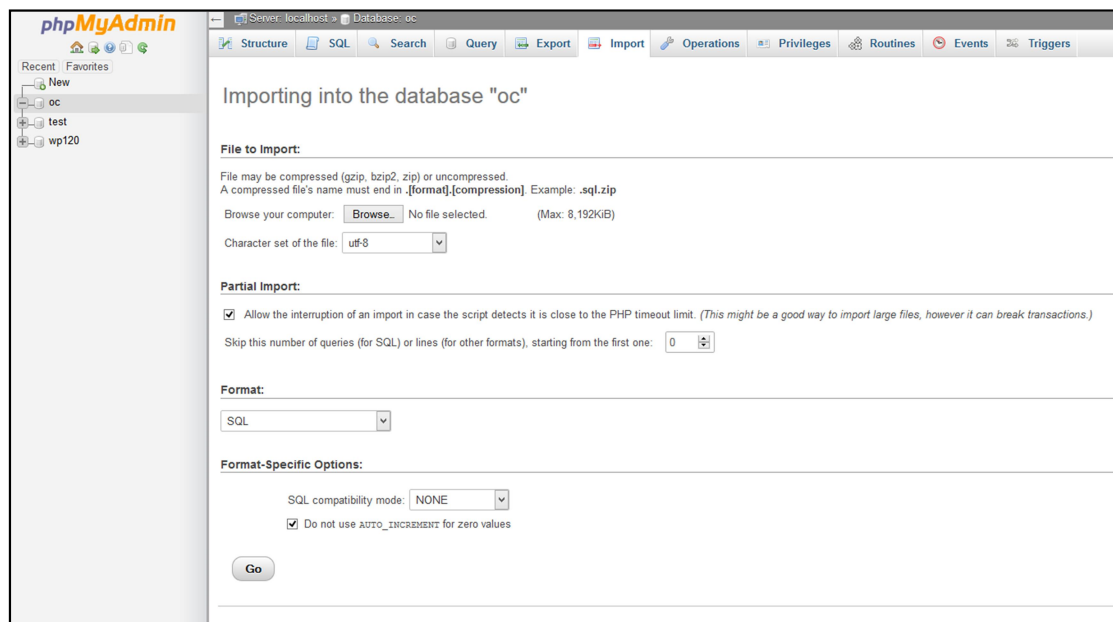 phpMyAdmin
Recent Favorites
New
oc
test
wp120
Server: localhost » Database: oc
Structure SQL Search Query Export Import Operations Privileges Routines Events Triggers
Importing into the database "oc"
File to Import:
File may be compressed (gzip, bzip2, zip) or uncompressed.
A compressed file's name must end in .[format].[compression]. Example: .sql.zip
Browse your computer: Browse... No file selected. (Max: 8,192KiB)
Character set of the file: utf-8
Partial Import:
Allow the interruption of an import in case the script detects it is close to the PHP timeout limit. (This might be a good way to import large files, however it can break transactions.)
Skip this number of queries (for SQL) or lines (for other formats), starting from the first one: 0
Format:
SQL
Format-Specific Options:
SQL compatibility mode: NONE
Do not use AUTO_INCREMENT for zero values
Go